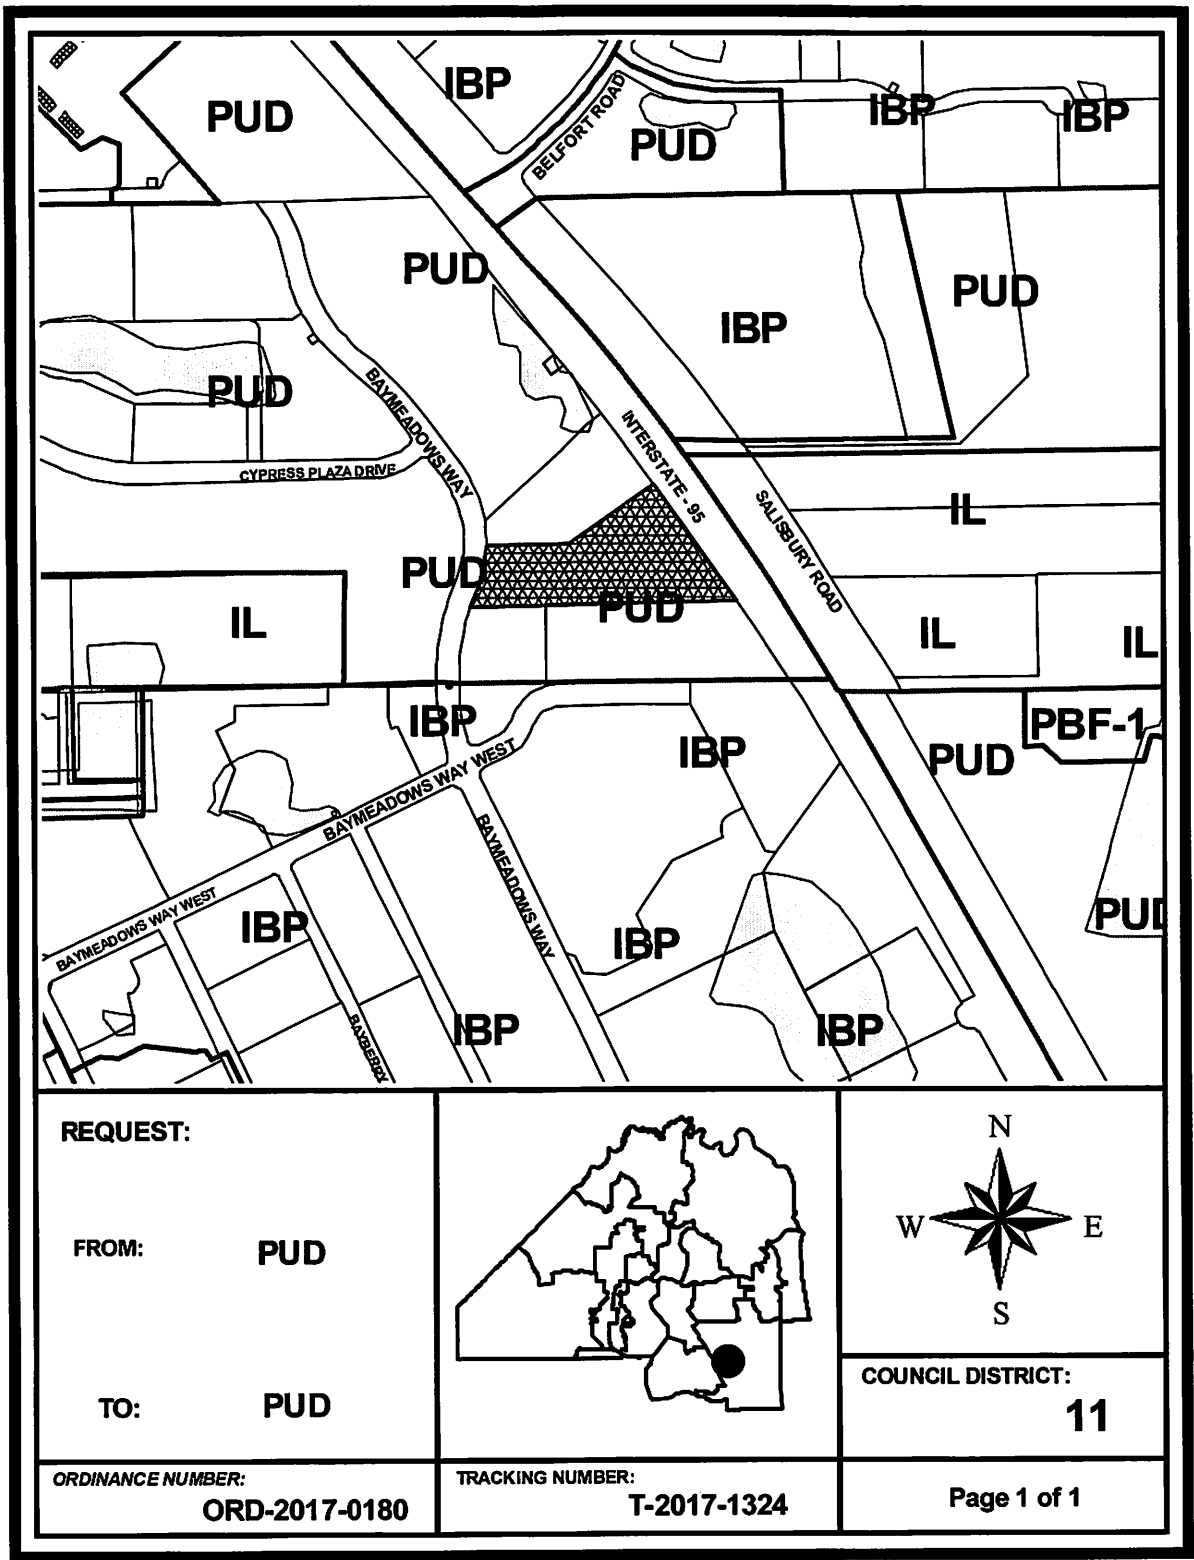 IBP
PUD
BELFORT ROAD
PUD
IBP
IBP
PUD
IBP
PUD
PUD
BAYMEADOWS WAY
CYPRESS PLAZA DRIVE
INTERSTATE - 95
SALISBURY ROAD
IL
PUD
PUD
IL
IL
IL
IBP
PBF-1
IBP
PUD
BAYMEADOWS WAY WEST
BAYMEADOWS WAY
BAYMEADOWS WAY WEST
IBP
IBP
PUD
IBP
IBP
BAYBERRY
REQUEST:
FROM: PUD
TO: PUD
N
W E
S
COUNCIL DISTRICT:
11
ORDINANCE NUMBER:
ORD-2017-0180
TRACKING NUMBER:
T-2017-1324
Page 1 of 1